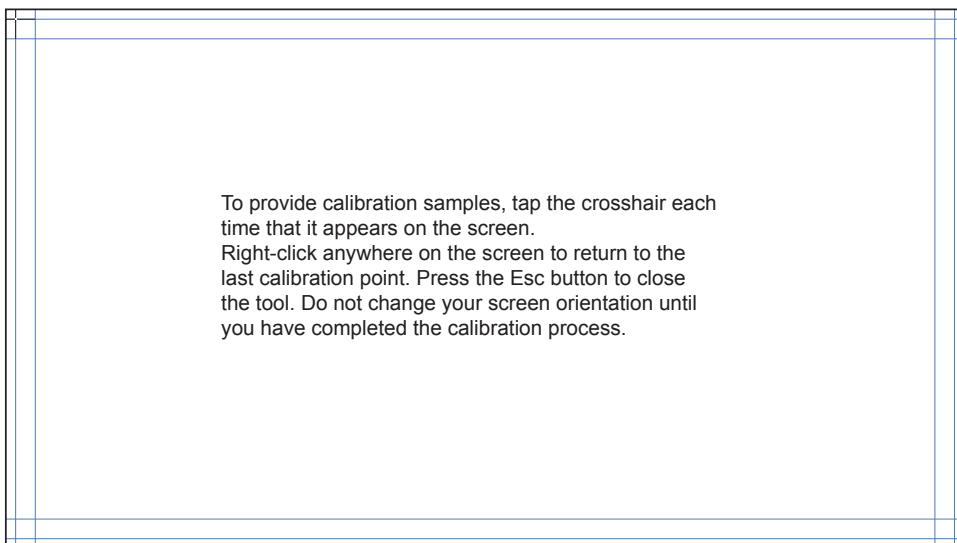 To provide calibration samples, tap the crosshair each
time that it appears on the screen.
Right-click anywhere on the screen to return to the
last calibration point. Press the Esc button to close
the tool. Do not change your screen orientation until
you have completed the calibration process.